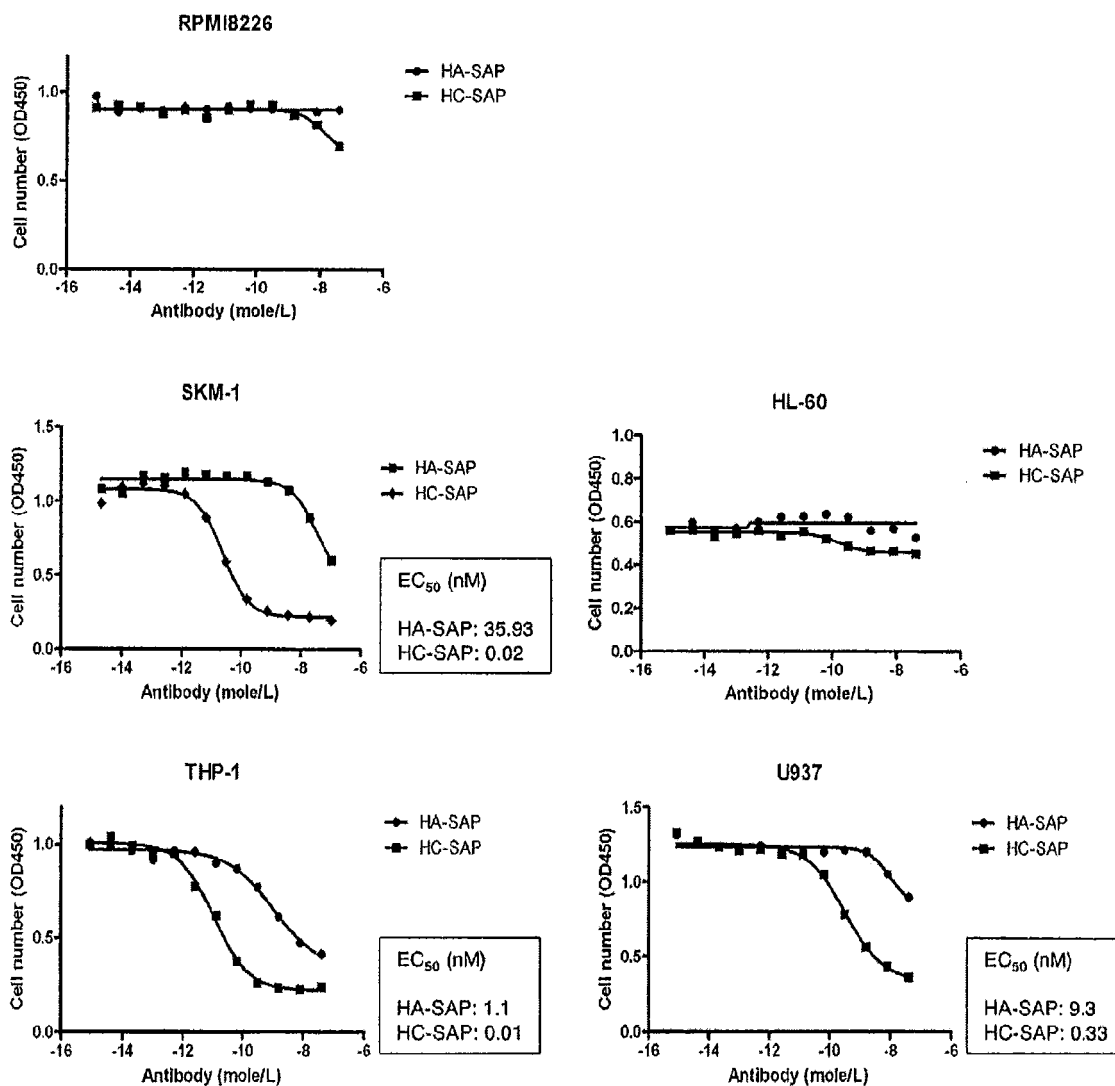 RPMI8226
HA-SAP
HC-SAP
Cell number (OD450)
1.0
0.5
0.0
-16 -14 -12 -10 -8 -6
Antibody (mole/L)
SKM-1
HA-SAP
HC-SAP
Cell number (OD450)
1.5
1.0
0.5
0.0
-16 -14 -12 -10 -8 -6
Antibody (mole/L)
EC50 (nM)
HA-SAP: 35.93
HC-SAP: 0.02
HL-60
HA-SAP
HC-SAP
Cell number (OD450)
1.0
0.8
0.6
0.4
0.2
0.0
-16 -14 -12 -10 -8 -6
Antibody (mole/L)
THP-1
HA-SAP
HC-SAP
Cell number (OD450)
1.0
0.5
0.0
-16 -14 -12 -10 -8 -6
Antibody (mole/L)
EC50 (nM)
HA-SAP: 1.1
HC-SAP: 0.01
U937
HA-SAP
HC-SAP
Cell number (OD450)
1.5
1.0
0.5
0.0
-16 -14 -12 -10 -8 -6
Antibody (mole/L)
EC50 (nM)
HA-SAP: 9.3
HC-SAP: 0.33